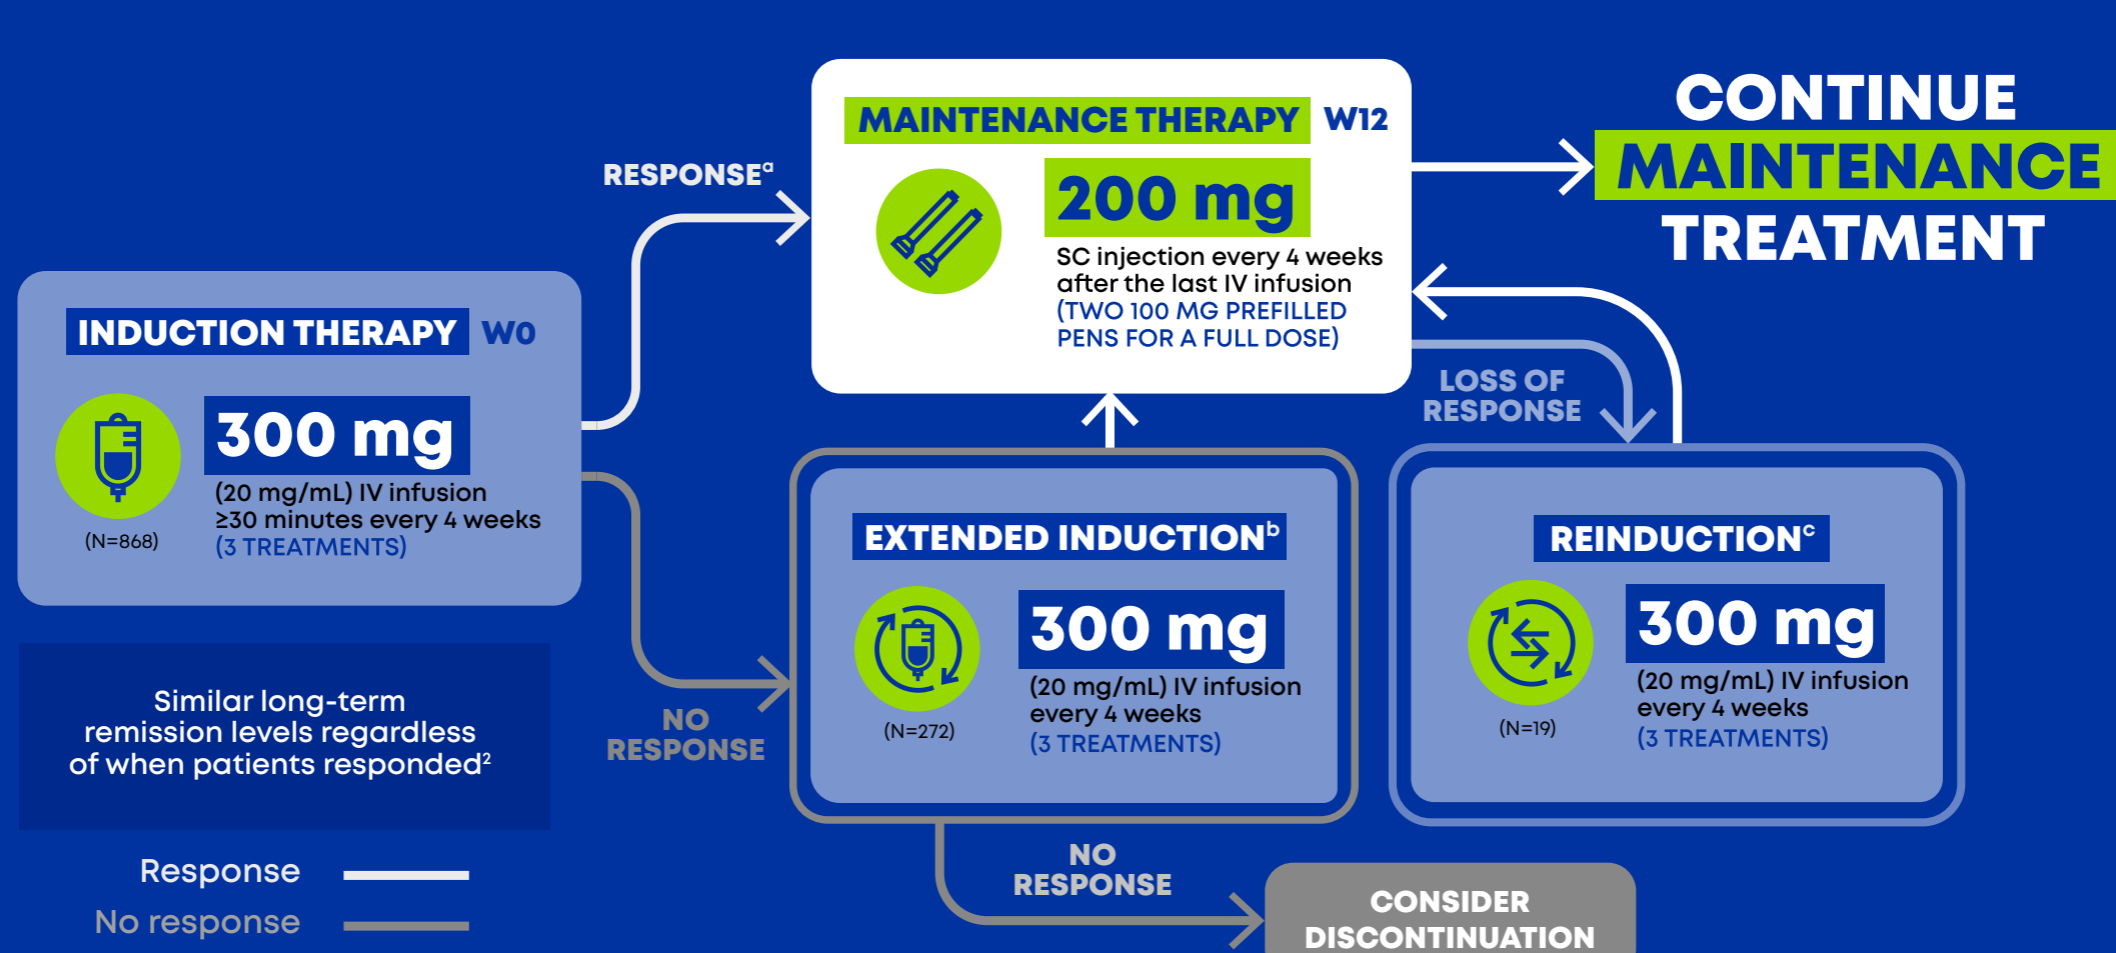 INDUCTION THERAPY W0
300 mg
(20 mg/mL) IV infusion
≥30 minutes every 4 weeks
(3 TREATMENTS)
(N=868)
Similar long-term
remission levels regardless
of when patients responded²
Response
No response
RESPONSEᵃ
NO
RESPONSE
MAINTENANCE THERAPY W12
200 mg
SC injection every 4 weeks
after the last IV infusion
(TWO 100 MG PREFILLED
PENS FOR A FULL DOSE)
EXTENDED INDUCTIONᵇ
300 mg
(20 mg/mL) IV infusion
every 4 weeks
(3 TREATMENTS)
(N=272)
NO
RESPONSE
CONSIDER
DISCONTINUATION
CONTINUE
MAINTENANCE
TREATMENT
LOSS OF
RESPONSE
REINDUCTIONᶜ
300 mg
(20 mg/mL) IV infusion
every 4 weeks
(3 TREATMENTS)
(N=19)